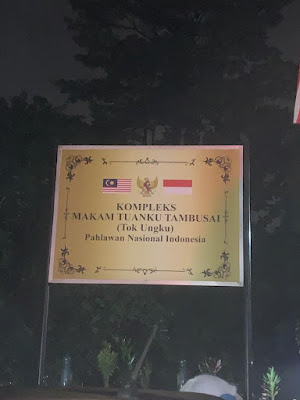 KOMPLEKS
MAKAM TUANKU TAMBUSAI
(Tok Ungku)
Pahlawan Nasional Indonesia